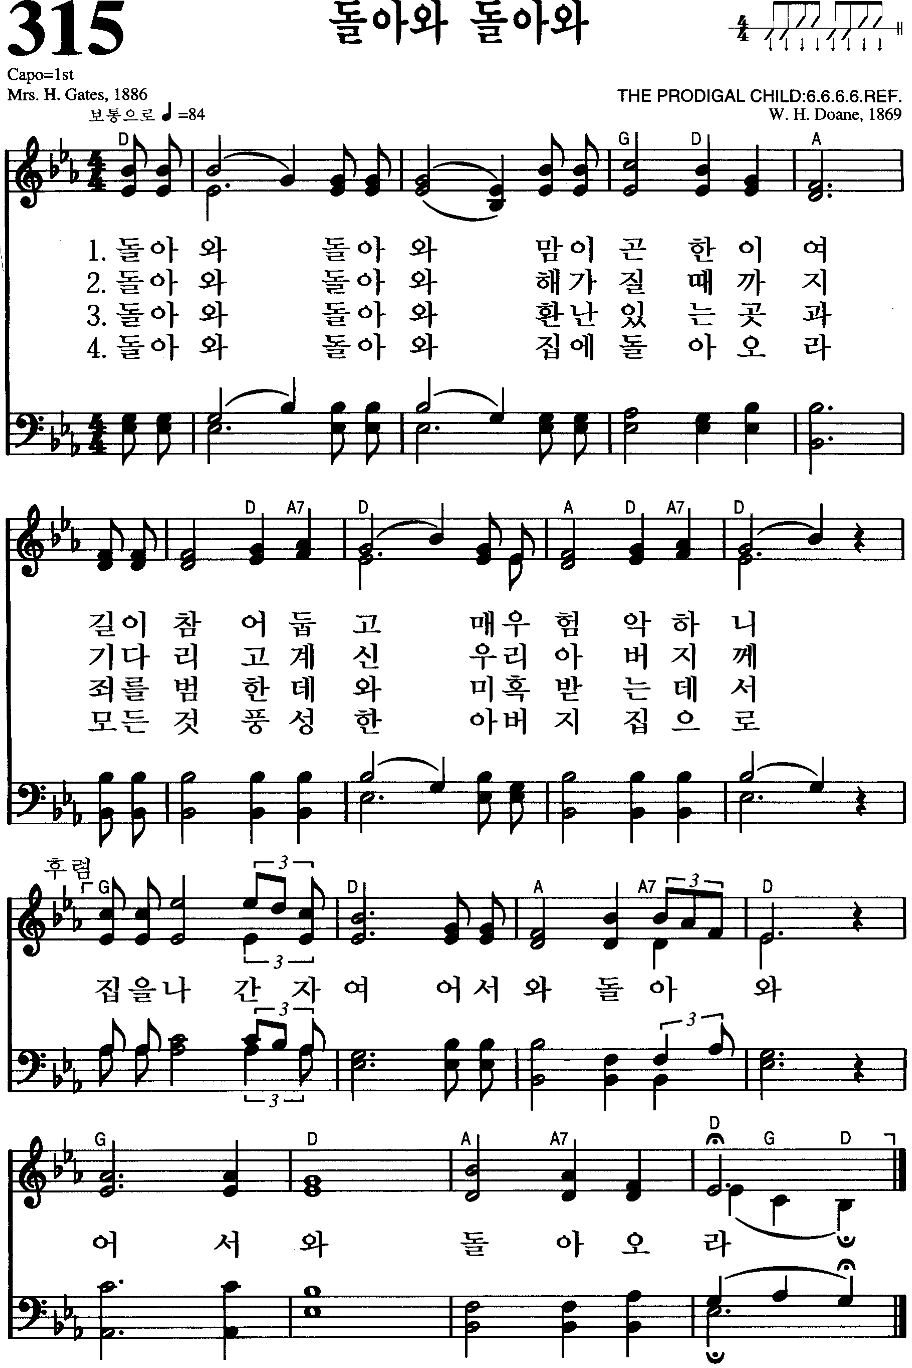 315
돌아와 돌아와
4/4
Capo=1st
Mrs. H. Gates, 1886
THE PRODIGAL CHILD:6.6.6.6.REF.
보통으로 ♩=84
W. H. Doane, 1869
D G D A
1. 돌아 와 돌아 와 맘이 곤 한 이 여
2. 돌아 와 돌아 와 해가 질 때 까 지
3. 돌아 와 돌아 와 환난 있 는 곳 과
4. 돌아 와 돌아 와 집에 돌 아 오 라
D A7 D A D A7 D
길이 참 어 둡 고 매우 험 악 하 니
기다 리 고 계 신 우리 아 버 지 께
죄를 범 한 데 와 미혹 받 는 데 서
모든 것 풍 성 한 아버 지 집 으 로
후렴
G 3 D A A7 3 D
3
집을나 간 자 여 어서 와 돌 아 와
3 3
3
G D A A7 D G D
어 서 와 돌 아 오 라